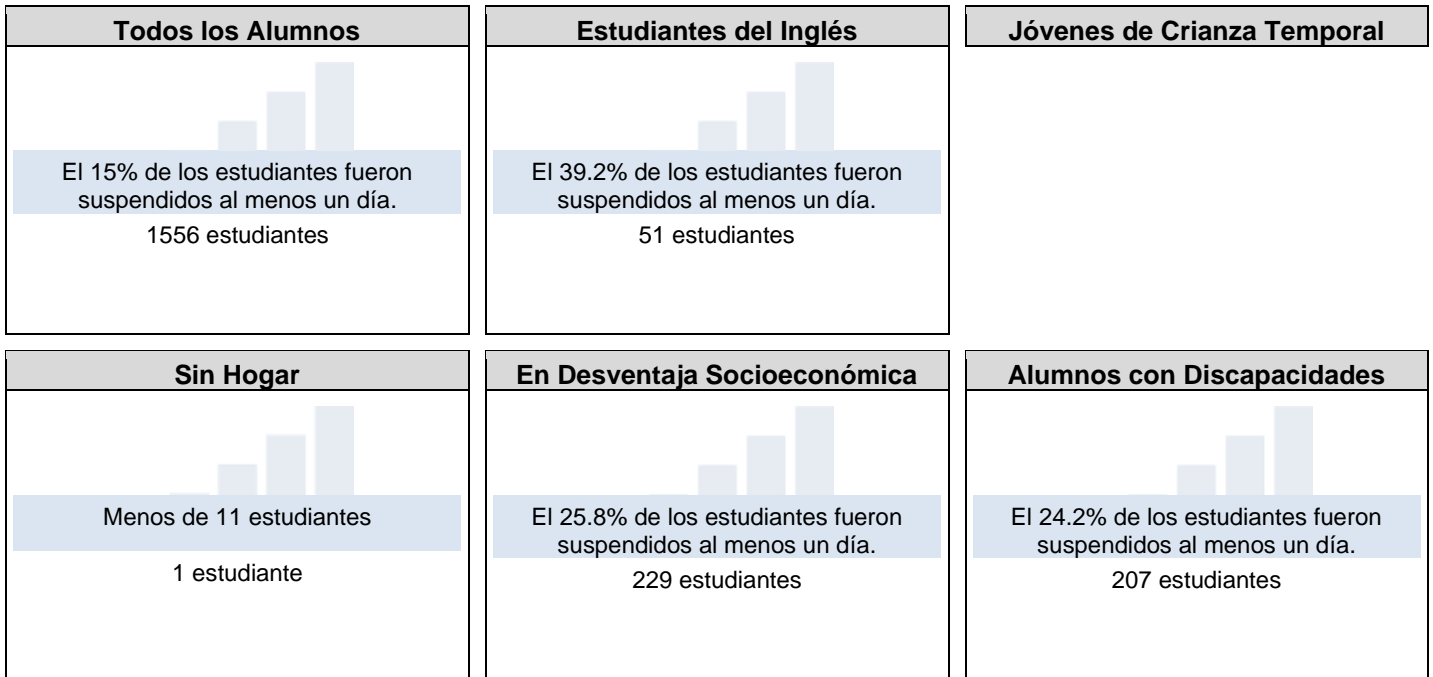 Todos los Alumnos
El 15% de los estudiantes fueron
suspendidos al menos un día.
1556 estudiantes
Estudiantes del Inglés
El 39.2% de los estudiantes fueron
suspendidos al menos un día.
51 estudiantes
Jóvenes de Crianza Temporal
Sin Hogar
Menos de 11 estudiantes
1 estudiante
En Desventaja Socioeconómica
El 25.8% de los estudiantes fueron
suspendidos al menos un día.
229 estudiantes
Alumnos con Discapacidades
El 24.2% de los estudiantes fueron
suspendidos al menos un día.
207 estudiantes